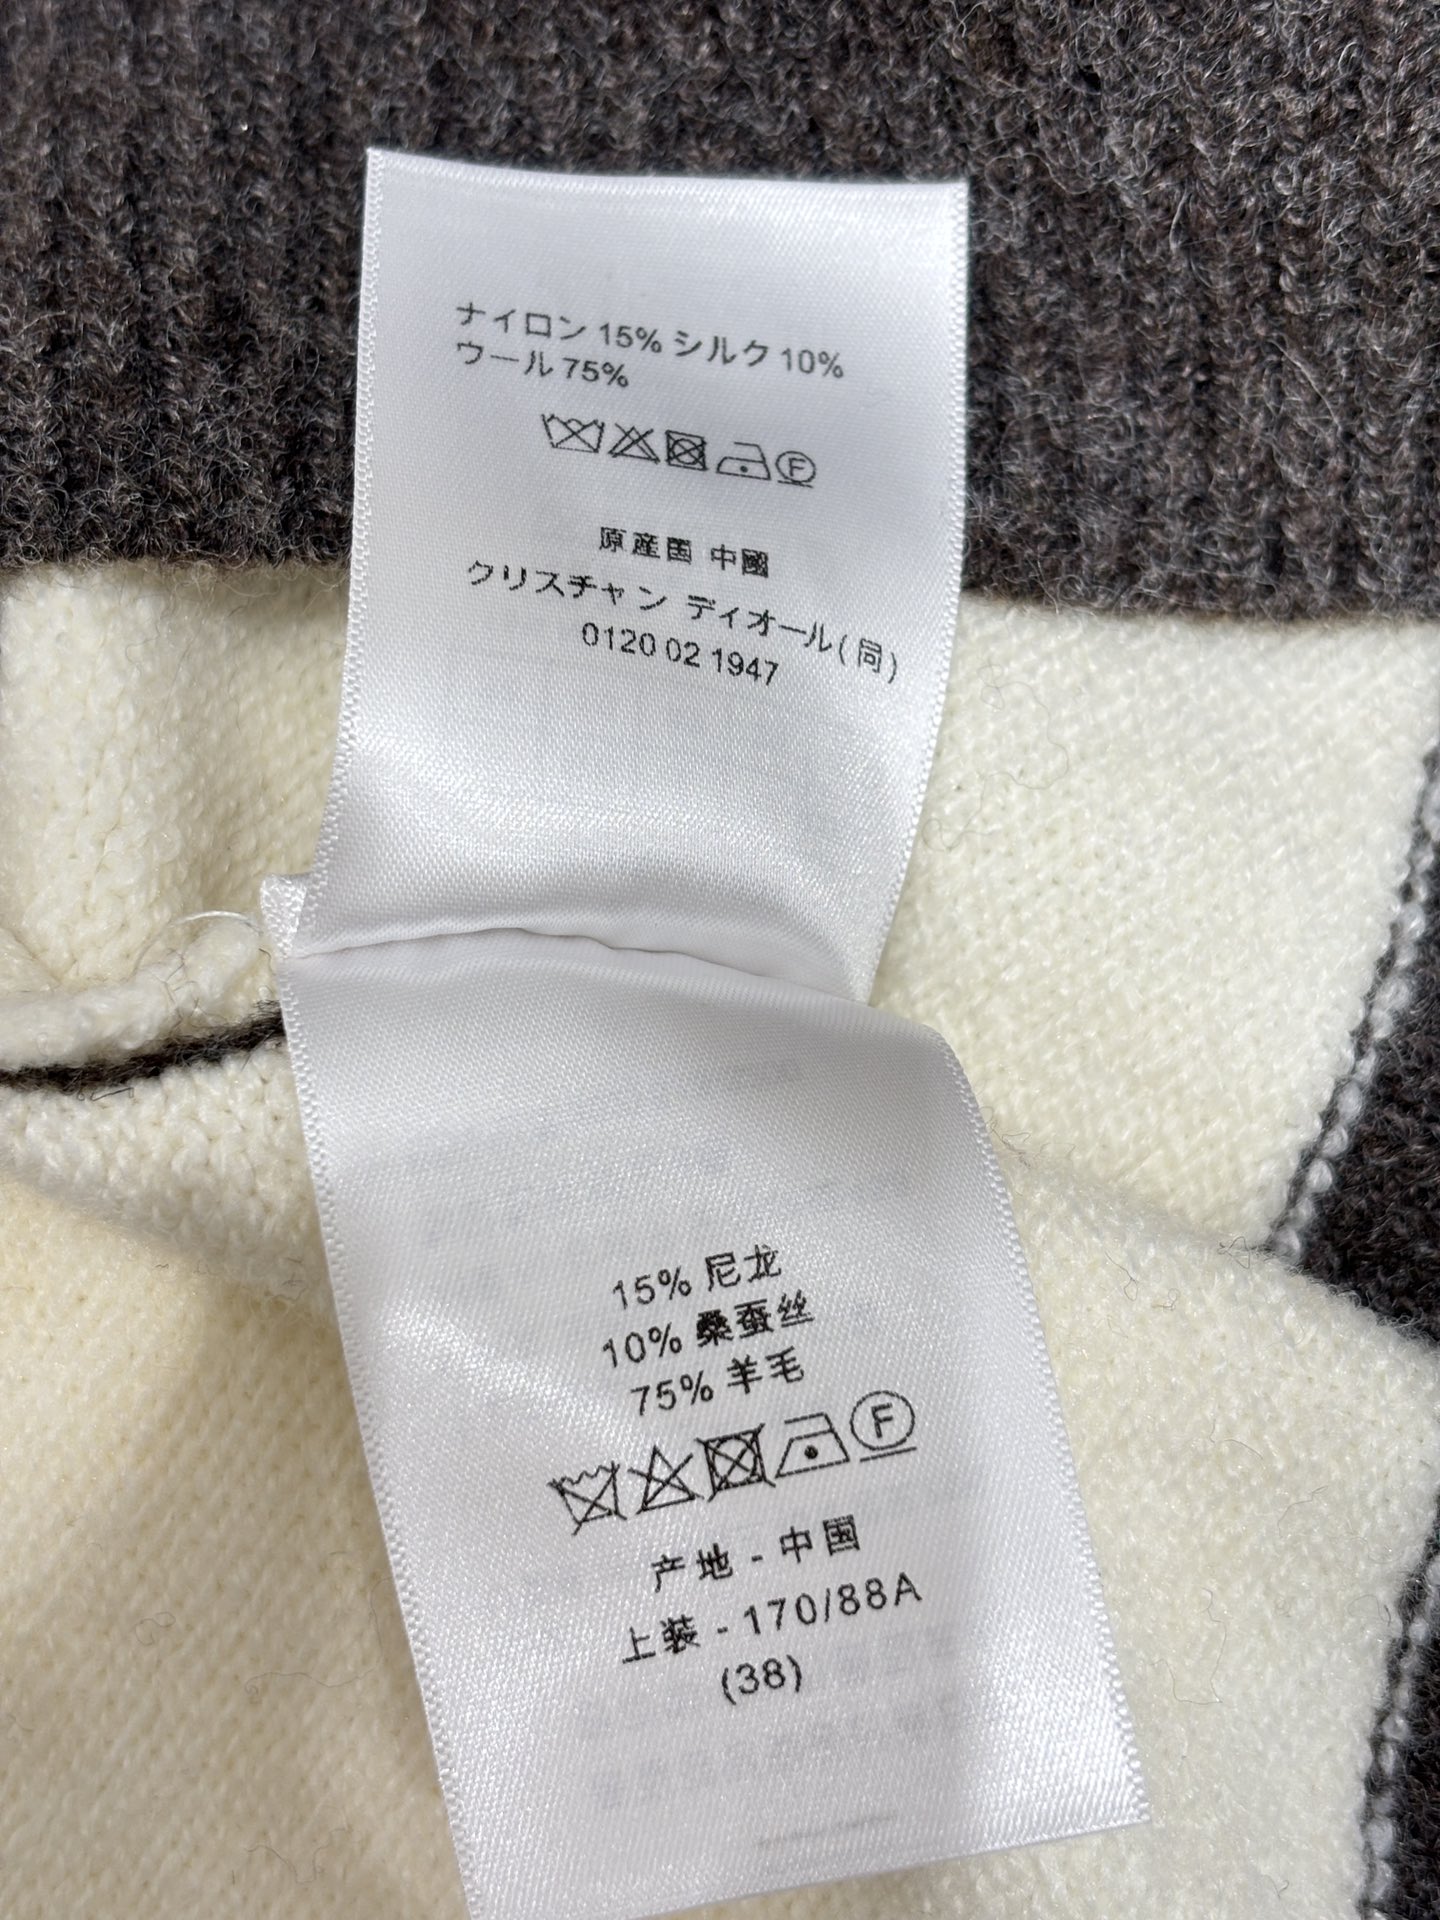 ナイロン 15% シルク 10%
ウール 75%
F
原産国 中國
クリスチャン ディオール(同)
0120 02 1947
15% 尼龙
10% 桑蚕丝
75% 羊毛
F
产地 - 中国
上装 - 170/88A
(38)